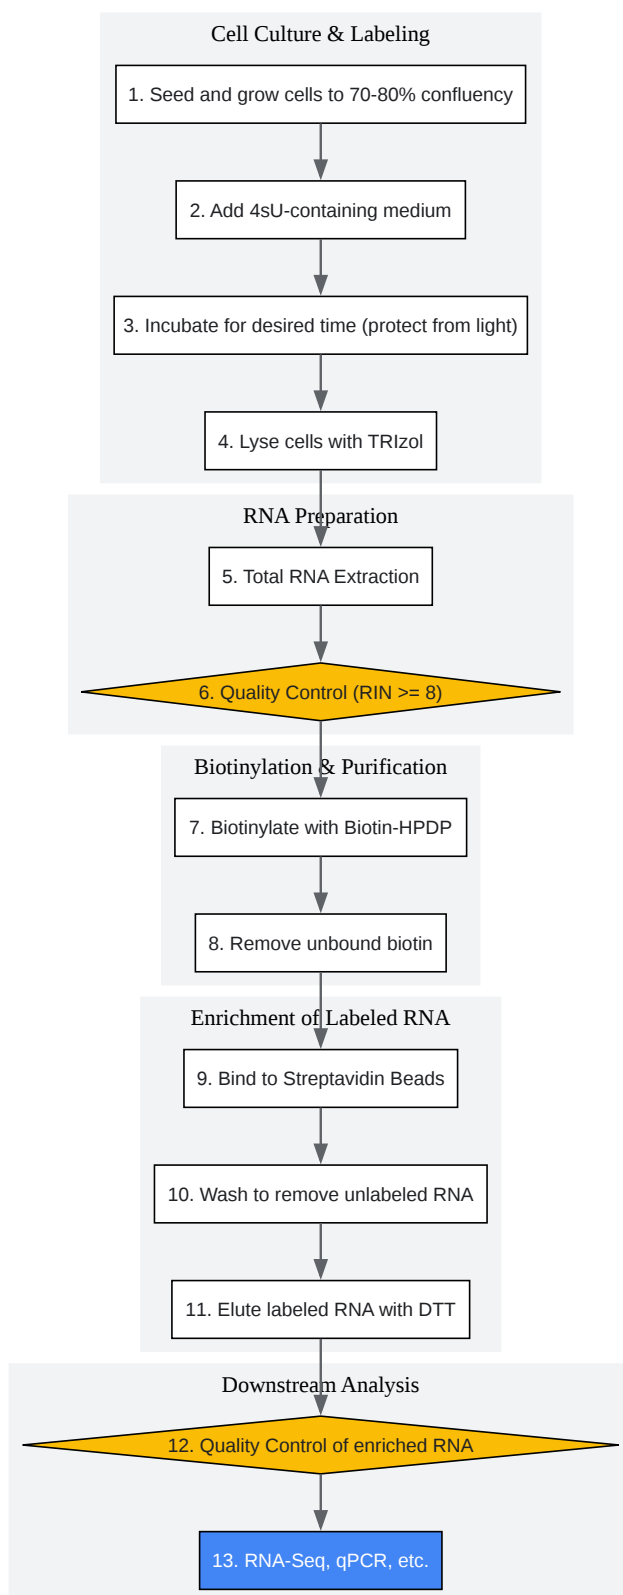 Cell Culture & Labeling
1. Seed and grow cells to 70-80% confluency
2. Add 4sU-containing medium
3. Incubate for desired time (protect from light)
4. Lyse cells with TRIzol
RNA Preparation
5. Total RNA Extraction
6. Quality Control (RIN >= 8)
Biotinylation & Purification
7. Biotinylate with Biotin-HPDP
8. Remove unbound biotin
Enrichment of Labeled RNA
9. Bind to Streptavidin Beads
10. Wash to remove unlabeled RNA
11. Elute labeled RNA with DTT
Downstream Analysis
12. Quality Control of enriched RNA
13. RNA-Seq, qPCR, etc.